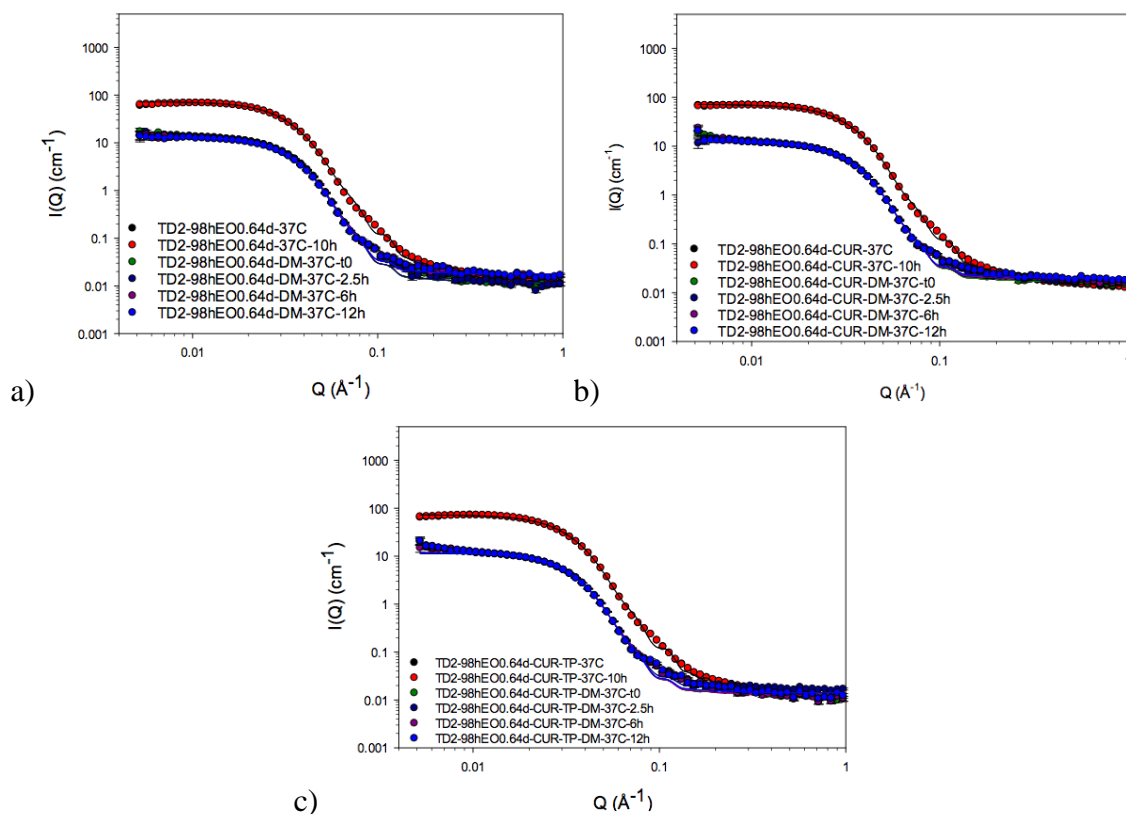 1000
100
10
1
0.1
0.01
0.001
I(Q) (cm-1)
TD2-98hEO0.64d-37C
TD2-98hEO0.64d-37C-10h
TD2-98hEO0.64d-DM-37C-t0
TD2-98hEO0.64d-DM-37C-2.5h
TD2-98hEO0.64d-DM-37C-6h
TD2-98hEO0.64d-DM-37C-12h
0.01 0.1 1
Q (Å-1)
a)
1000
100
10
1
0.1
0.01
0.001
I(Q) (cm-1)
TD2-98hEO0.64d-CUR-37C
TD2-98hEO0.64d-CUR-37C-10h
TD2-98hEO0.64d-CUR-DM-37C-t0
TD2-98hEO0.64d-CUR-DM-37C-2.5h
TD2-98hEO0.64d-CUR-DM-37C-6h
TD2-98hEO0.64d-CUR-DM-37C-12h
0.01 0.1 1
Q (Å-1)
b)
1000
100
10
1
0.1
0.01
0.001
I(Q) (cm-1)
TD2-98hEO0.64d-CUR-TP-37C
TD2-98hEO0.64d-CUR-TP-37C-10h
TD2-98hEO0.64d-CUR-TP-DM-37C-t0
TD2-98hEO0.64d-CUR-TP-DM-37C-2.5h
TD2-98hEO0.64d-CUR-TP-DM-37C-6h
TD2-98hEO0.64d-CUR-TP-DM-37C-12h
0.01 0.1 1
Q (Å-1)
c)